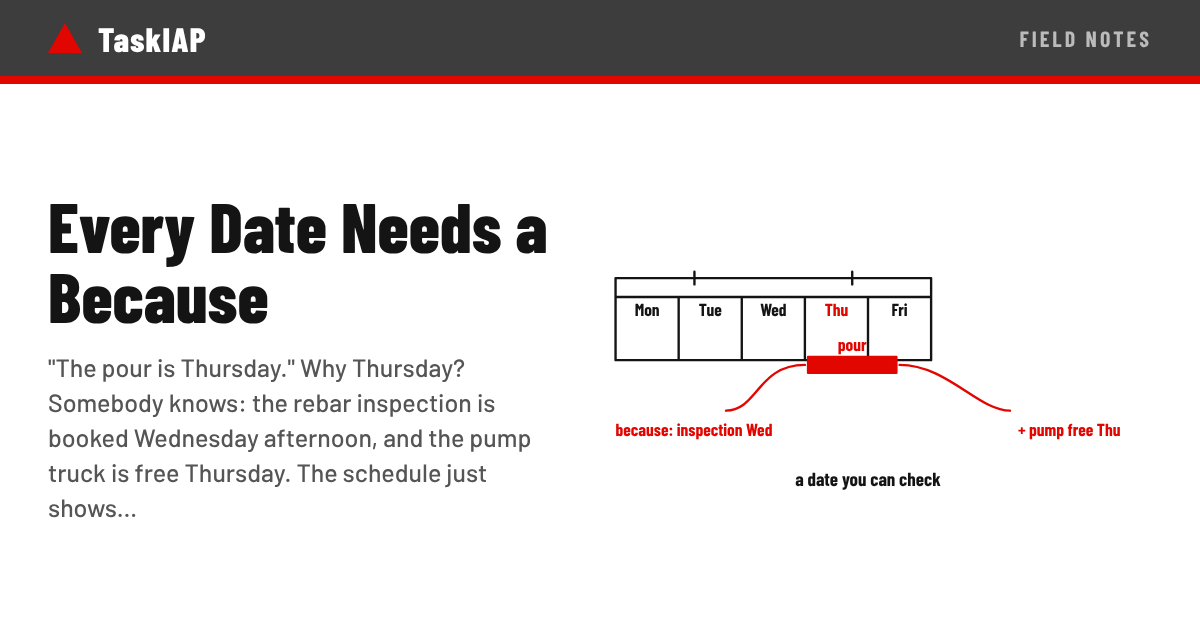 TaskIAP
FIELD NOTES
Every Date Needs a
Because
"The pour is Thursday." Why Thursday?
Somebody knows: the rebar inspection is
booked Wednesday afternoon, and the pump
truck is free Thursday. The schedule just
shows...
Mon Tue Wed Thu Fri
pour
because: inspection Wed
+ pump free Thu
a date you can check